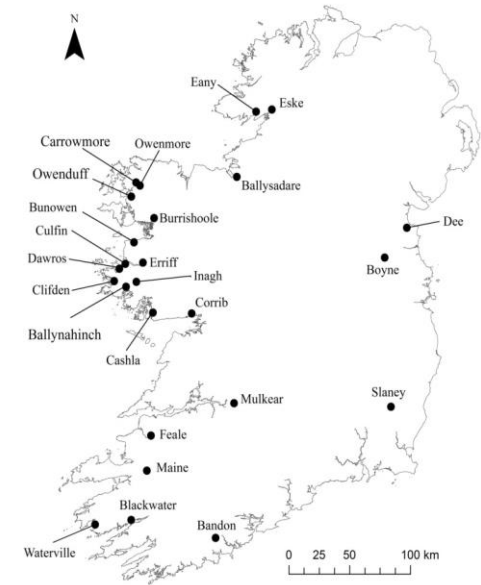 N
Eany
Eske
Carrowmore
Owenmore
Owenduff
Ballysadare
Bunowen
Burrishoole
Culfin
Dee
Dawros
Erriff
Boyne
Clifden
Inagh
Ballynahinch
Corrib
Cashla
Mulkear
Slaney
Feale
Maine
Blackwater
Bandon
Waterville
0 25 50 100 km